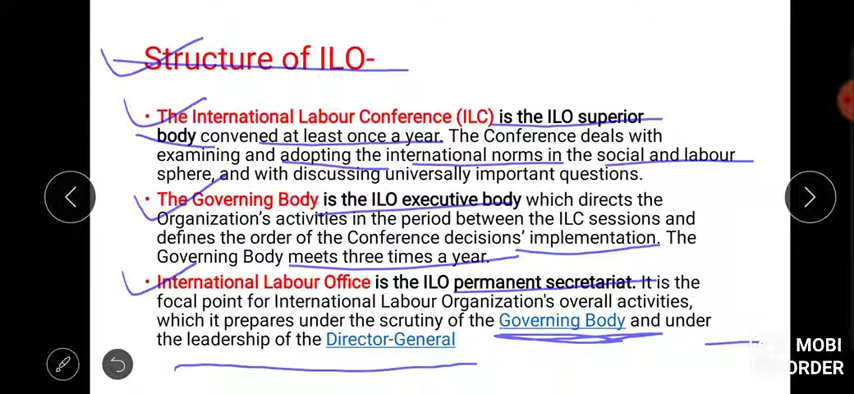 Structure of ILO-
• The International Labour Conference (ILC) is the ILO superior
body convened at least once a year. The Conference deals with
examining and adopting the international norms in the social and labour
sphere, and with discussing universally important questions.
• The Governing Body is the ILO executive body which directs the
Organization's activities in the period between the ILC sessions and
defines the order of the Conference decisions' implementation. The
Governing Body meets three times a year.
• International Labour Office is the ILO permanent secretariat. It is the
focal point for International Labour Organization's overall activities,
which it prepares under the scrutiny of the Governing Body and under
the leadership of the Director-General
MOBI
ORDER